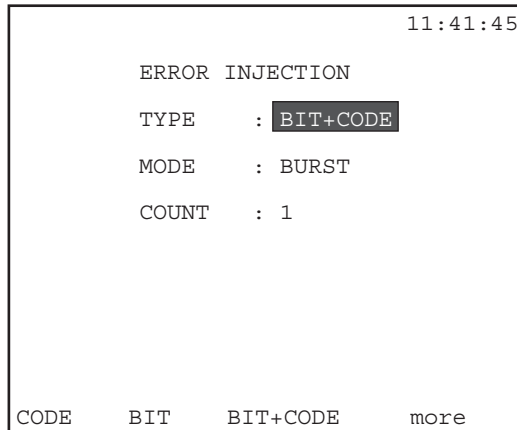 11:41:45
ERROR INJECTION
TYPE : BIT+CODE
MODE : BURST
COUNT : 1
CODE BIT BIT+CODE more